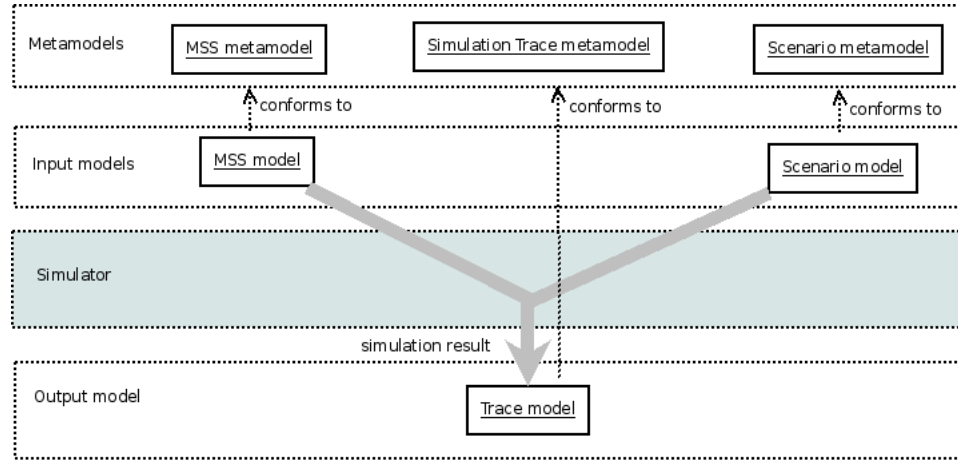 Metamodels
MSS metamodel
Simulation Trace metamodel
Scenario metamodel
conforms to
conforms to
conforms to
Input models
MSS model
Scenario model
Simulator
simulation result
Output model
Trace model